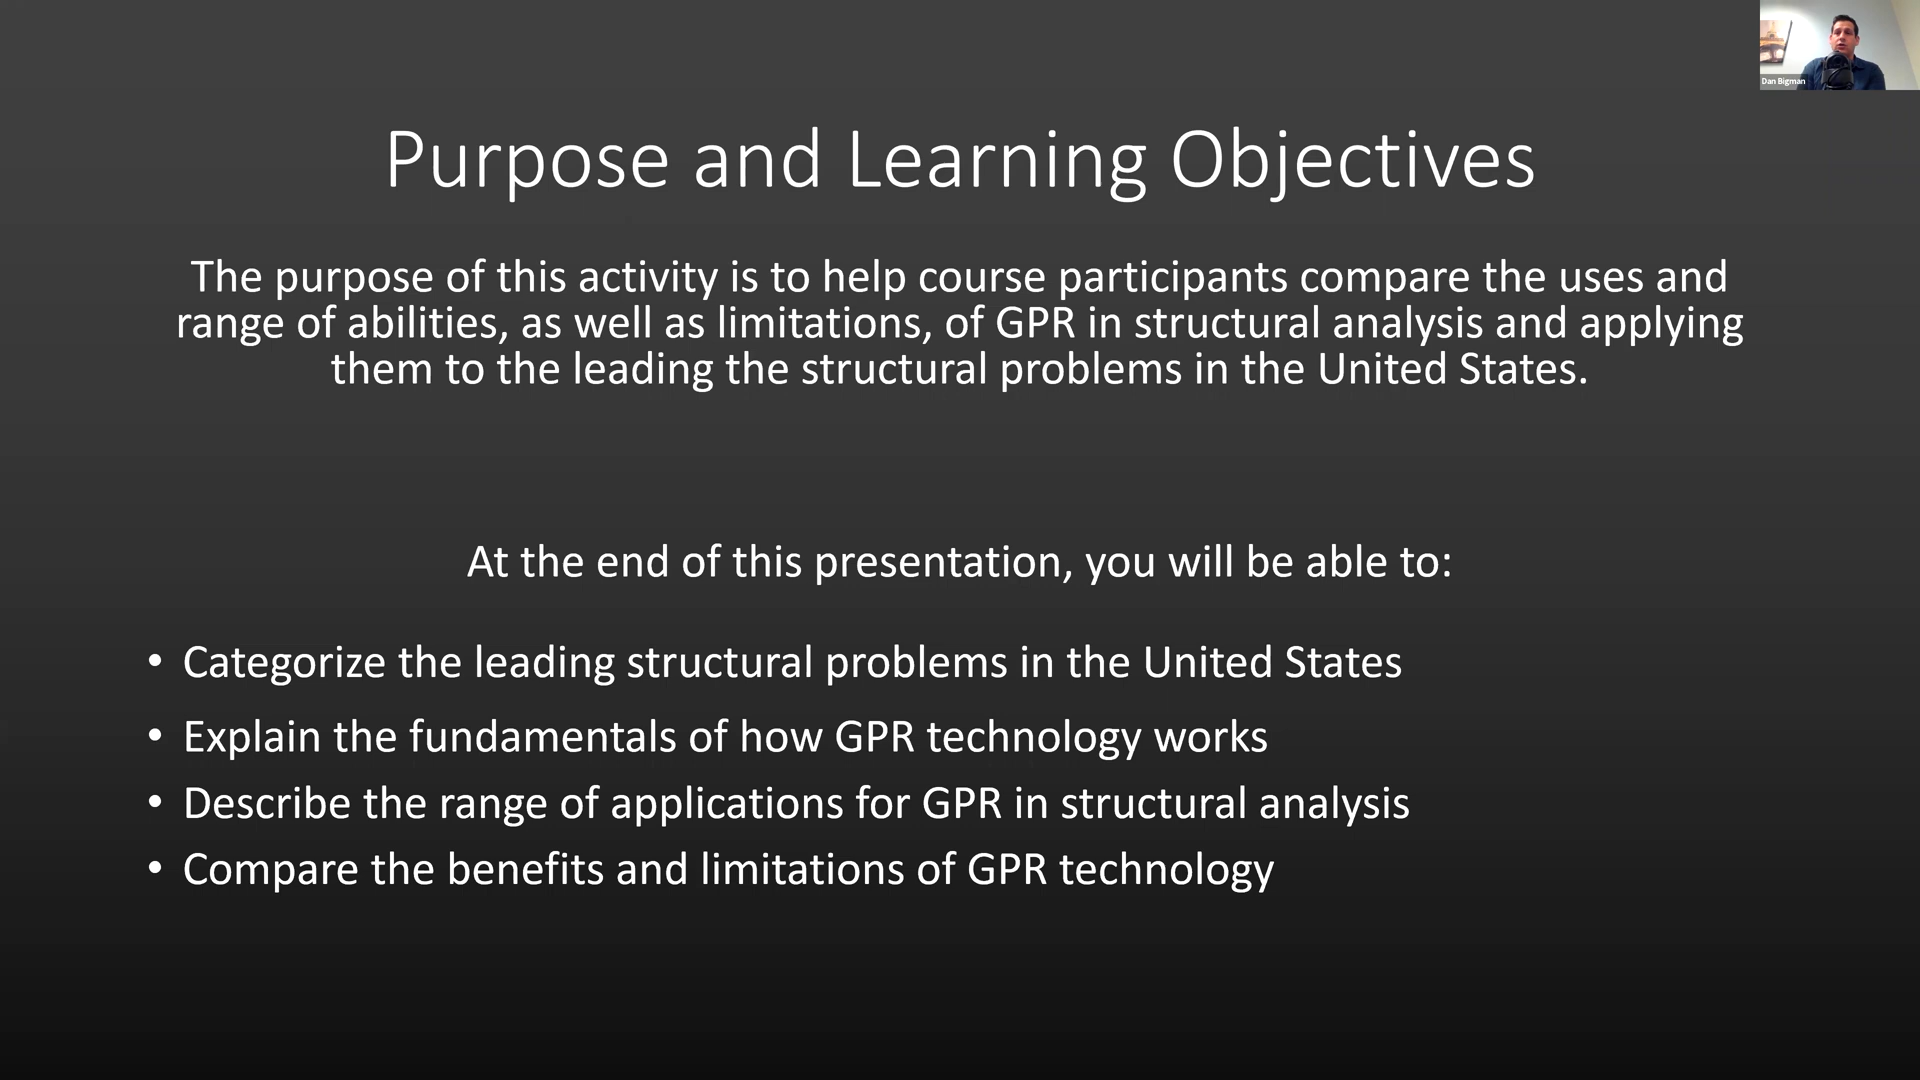 Dan Bigman
Purpose and Learning Objectives
The purpose of this activity is to help course participants compare the uses and
range of abilities, as well as limitations, of GPR in structural analysis and applying
them to the leading the structural problems in the United States.
At the end of this presentation, you will be able to:
• Categorize the leading structural problems in the United States
• Explain the fundamentals of how GPR technology works
• Describe the range of applications for GPR in structural analysis
• Compare the benefits and limitations of GPR technology